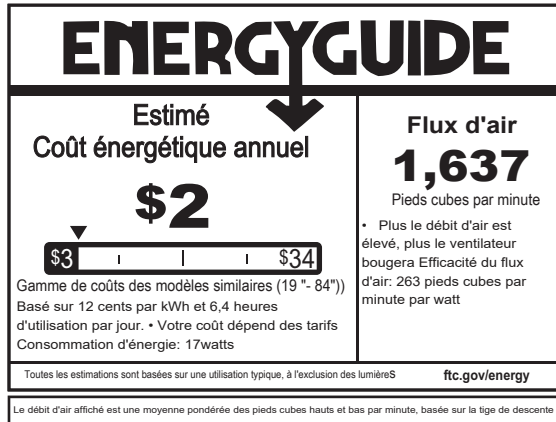 ENERGYGUIDE
Estimé
Coût énergétique annuel
$2
$3
$34
Gamme de coûts des modèles similaires (19 "- 84"))
Basé sur 12 cents par kWh et 6,4 heures
d'utilisation par jour. • Votre coût dépend des tarifs
Consommation d'énergie: 17watts
Flux d'air
1,637
Pieds cubes par minute
• Plus le débit d'air est
élevé, plus le ventilateur
bougera Efficacité du flux
d'air: 263 pieds cubes par
minute par watt
Toutes les estimations sont basées sur une utilisation typique, à l'exclusion des lumièreS
ftc.gov/energy
Le débit d'air affiché est une moyenne pondérée des pieds cubes hauts et bas par minute, basée sur la tige de descente